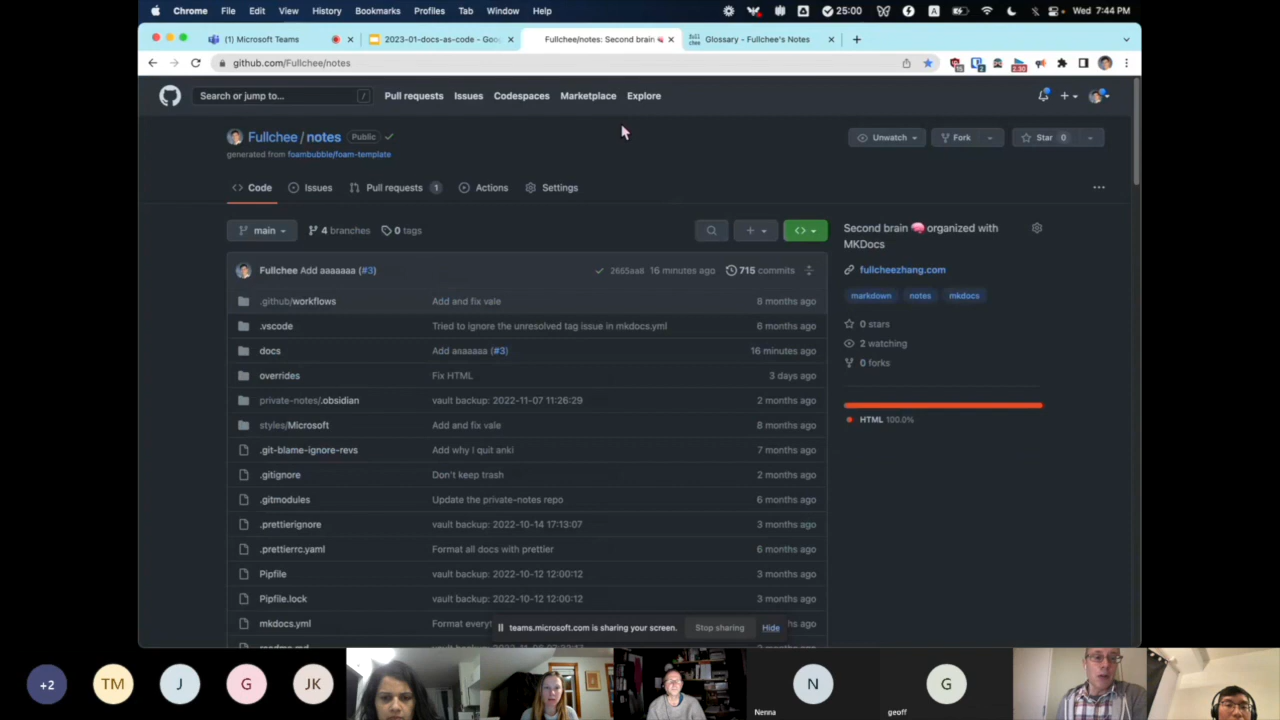 Chrome File Edit View History Bookmarks Profiles Tab Window Help 25:00 A Wed 7:44 PM
(1) Microsoft Teams 2023-01-docs-as-code - Goo Fullchee/notes: Second brain Glossary - Fullchee's Notes
github.com/Fullchee/notes
Search or jump to... / Pull requests Issues Codespaces Marketplace Explore
Fullchee / notes Public Unwatch Fork Star 0
generated from foambubble/foam-template
Code Issues Pull requests 1 Actions Settings
main 4 branches 0 tags
Second brain 🧠 organized with MKDocs
fullcheezhang.com
markdown notes mkdocs
0 stars
2 watching
0 forks
HTML 100.0%
Fullchee Add aaaaaaa (#3) 2665aa8 16 minute ago 715 commits
.github/workflows Add and fix vale 8 months ago
.vscode Tried to ignore the unresolved tag issue in mkdocs.yml 6 months ago
docs Add aaaaaaa (#3) 16 minute ago
overrides Fix HTML 3 days ago
private-notes/.obsidian vault backup: 2022-11-07 11:26:29 2 months ago
styles/Microsoft Add and fix vale 8 months ago
.git-blame-ignore-revs Add why I quit anki 7 months ago
.gitignore Don't keep trash 2 months ago
.gitmodules Update the private-notes repo 6 months ago
.prettierignore vault backup: 2022-10-14 17:13:07 3 months ago
.prettierrc.yaml Format all docs with prettier 6 months ago
Pipfile vault backup: 2022-10-12 12:00:12 3 months ago
Pipfile.lock vault backup: 2022-10-12 12:00:12 3 months ago
mkdocs.yml Format every 3 months ago
teams.microsoft.com is sharing your screen. Stop sharing Hide
+2 TM J G JK N G
Nenna geoff